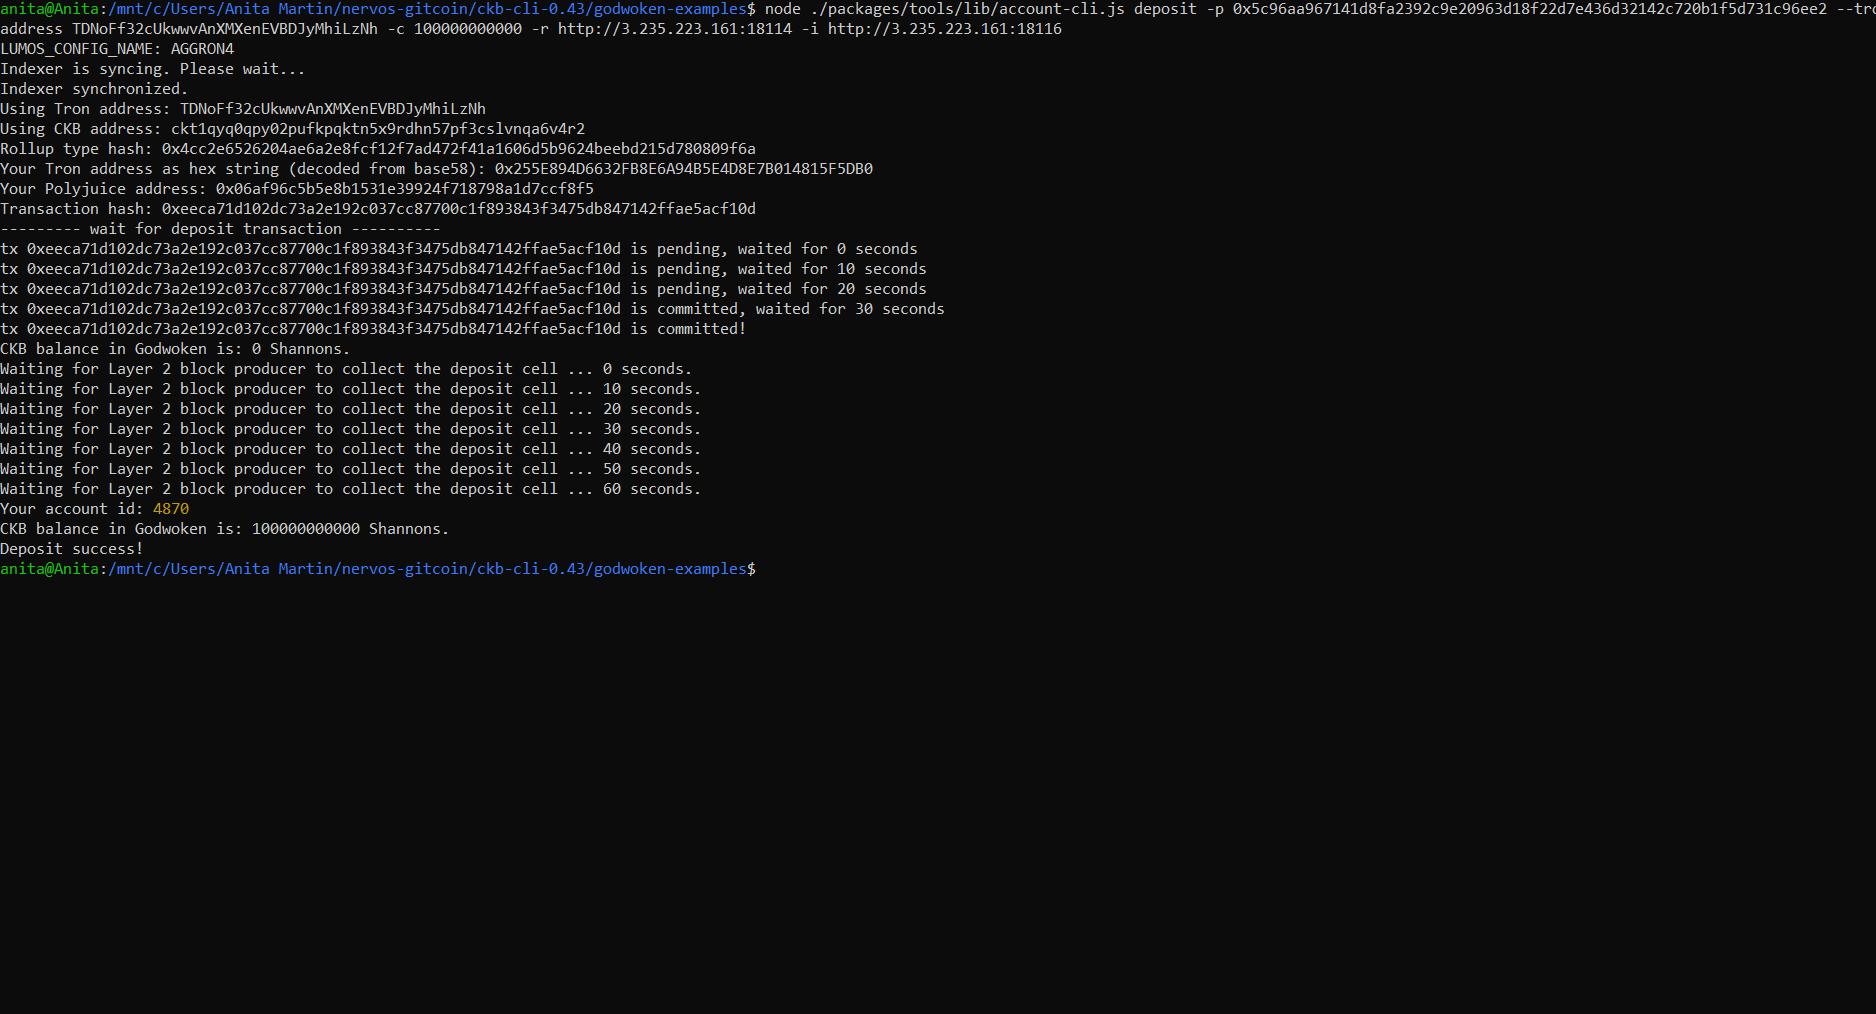 anita@Anita:/mnt/c/Users/Anita Martin/nervos-gitcoin/ckb-cli-0.43/godwoken-examples$ node ./packages/tools/lib/account-cli.js deposit -p 0x5c96aa967141d8fa2392c9e20963d18f22d7e436d32142c720b1f5d731c96ee2 --tro
address TDNoFf32cUkwwvAnXMXenEVBDJyMhiLzNh -c 100000000000 -r http://3.235.223.161:18114 -i http://3.235.223.161:18116
LUMOS_CONFIG_NAME: AGGRON4
Indexer is syncing. Please wait...
Indexer synchronized.
Using Tron address: TDNoFf32cUkwwvAnXMXenEVBDJyMhiLzNh
Using CKB address: ckt1qyq0qpy02pufkpqktn5x9rdhn57pf3cslvnqa6v4r2
Rollup type hash: 0x4cc2e6526204ae6a2e8fcf12f7ad472f41a1606d5b9624beebd215d780809f6a
Your Tron address as hex string (decoded from base58): 0x255E894D6632FB8E6A94B5E4D8E7B014815F5DB0
Your Polyjuice address: 0x06af96c5b5e8b1531e39924f718798a1d7ccf8f5
Transaction hash: 0xeeca71d102dc73a2e192c037cc87700c1f893843f3475db847142ffae5acf10d
--------- wait for deposit transaction ----------
tx 0xeeca71d102dc73a2e192c037cc87700c1f893843f3475db847142ffae5acf10d is pending, waited for 0 seconds
tx 0xeeca71d102dc73a2e192c037cc87700c1f893843f3475db847142ffae5acf10d is pending, waited for 10 seconds
tx 0xeeca71d102dc73a2e192c037cc87700c1f893843f3475db847142ffae5acf10d is pending, waited for 20 seconds
tx 0xeeca71d102dc73a2e192c037cc87700c1f893843f3475db847142ffae5acf10d is committed, waited for 30 seconds
tx 0xeeca71d102dc73a2e192c037cc87700c1f893843f3475db847142ffae5acf10d is committed!
CKB balance in Godwoken is: 0 Shannons.
Waiting for Layer 2 block producer to collect the deposit cell ... 0 seconds.
Waiting for Layer 2 block producer to collect the deposit cell ... 10 seconds.
Waiting for Layer 2 block producer to collect the deposit cell ... 20 seconds.
Waiting for Layer 2 block producer to collect the deposit cell ... 30 seconds.
Waiting for Layer 2 block producer to collect the deposit cell ... 40 seconds.
Waiting for Layer 2 block producer to collect the deposit cell ... 50 seconds.
Waiting for Layer 2 block producer to collect the deposit cell ... 60 seconds.
Your account id: 4870
CKB balance in Godwoken is: 100000000000 Shannons.
Deposit success!
anita@Anita:/mnt/c/Users/Anita Martin/nervos-gitcoin/ckb-cli-0.43/godwoken-examples$